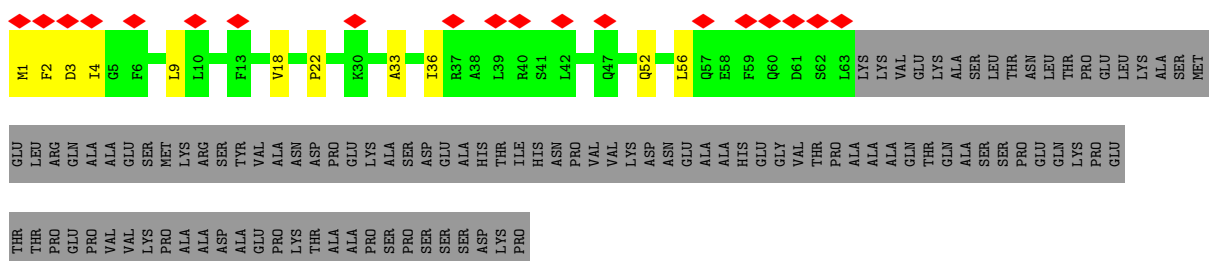 M1 F2 D3 I4 G5 F6 L9 L10 F13 V18 P22 K30 A33 I36 R37 A38 L39 R40 S41 L42 Q47 Q52 L56 Q57 E58 F59 Q60 D61 S62 L63 LYS LYS VAL GLU LYS ALA SER LEU THR ASN LEU THR PRO GLU LEU LYS ALA SER MET
GLU LEU ARG GLN ALA ALA GLU SER MET LYS ARG SER TYR VAL ALA ASN ASP PRO GLU LYS ALA SER ASP GLU ALA HIS THR ILE HIS ASN PRO VAL VAL LYS ASP ASN GLU ALA ALA HIS GLU GLY VAL THR PRO ALA ALA ALA GLN THR GLN ALA SER SER PRO GLU GLN LYS PRO GLU
THR THR PRO GLU PRO VAL VAL LYS PRO ALA ALA ASP ALA GLU PRO LYS THR ALA ALA PRO SER PRO SER SER SER ASP LYS PRO